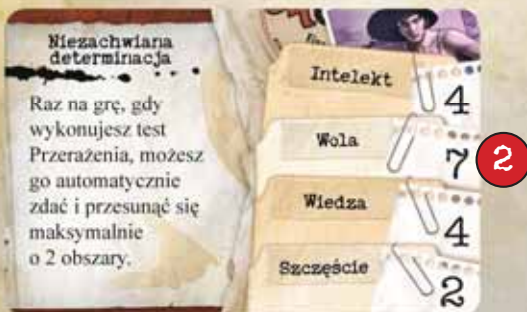 Niezachwiana
determinacja
Raz na grę, gdy
wykonujesz test
Przerażenia, możesz
go automatycznie
zdać i przesunąć się
maksymalnie
o 2 obszary.
Intelekt 4
Wola 7 2
Wiedza 4
Szczęście 2